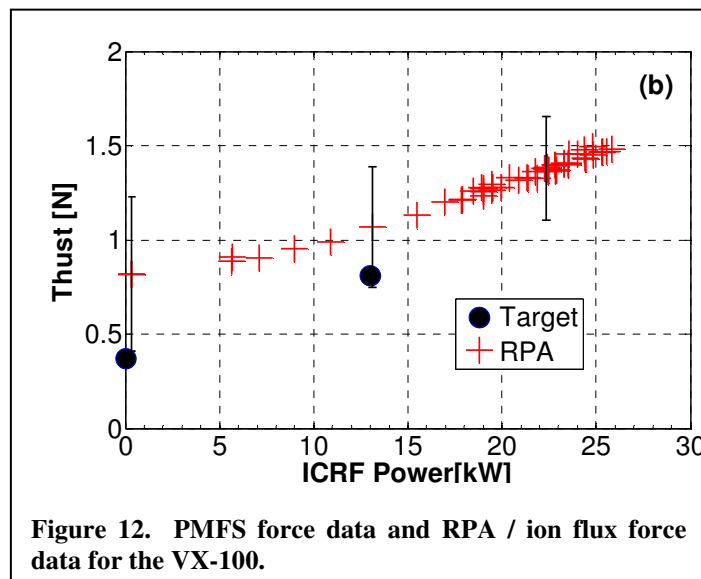 2
(b)
1.5
1
0.5
0
Thust [N]
Target
RPA
0 5 10 15 20 25 30
ICRF Power[kW]
Figure 12. PMFS force data and RPA / ion flux force
data for the VX-100.